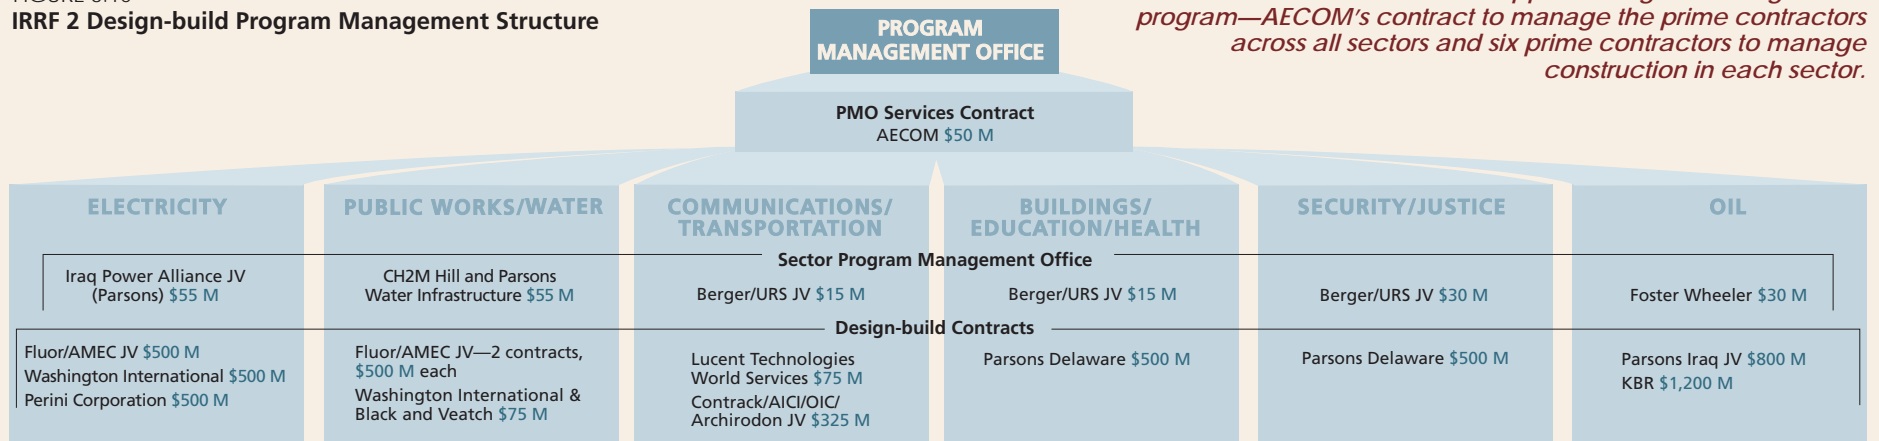 IRRF 2 Design-build Program Management Structure
program—AECOM's contract to manage the prime contractors
across all sectors and six prime contractors to manage
construction in each sector.
PROGRAM
MANAGEMENT OFFICE
PMO Services Contract
AECOM $50 M
ELECTRICITY
PUBLIC WORKS/WATER
COMMUNICATIONS/
TRANSPORTATION
BUILDINGS/
EDUCATION/HEALTH
SECURITY/JUSTICE
OIL
Sector Program Management Office
Iraq Power Alliance JV
(Parsons) $55 M
CH2M Hill and Parsons
Water Infrastructure $55 M
Berger/URS JV $15 M
Berger/URS JV $15 M
Berger/URS JV $30 M
Foster Wheeler $30 M
Design-build Contracts
Fluor/AMEC JV $500 M
Washington International $500 M
Perini Corporation $500 M
Fluor/AMEC JV—2 contracts,
$500 M each
Washington International &
Black and Veatch $75 M
Lucent Technologies
World Services $75 M
Contrack/AICI/OIC/
Archirodon JV $325 M
Parsons Delaware $500 M
Parsons Delaware $500 M
Parsons Iraq JV $800 M
KBR $1,200 M